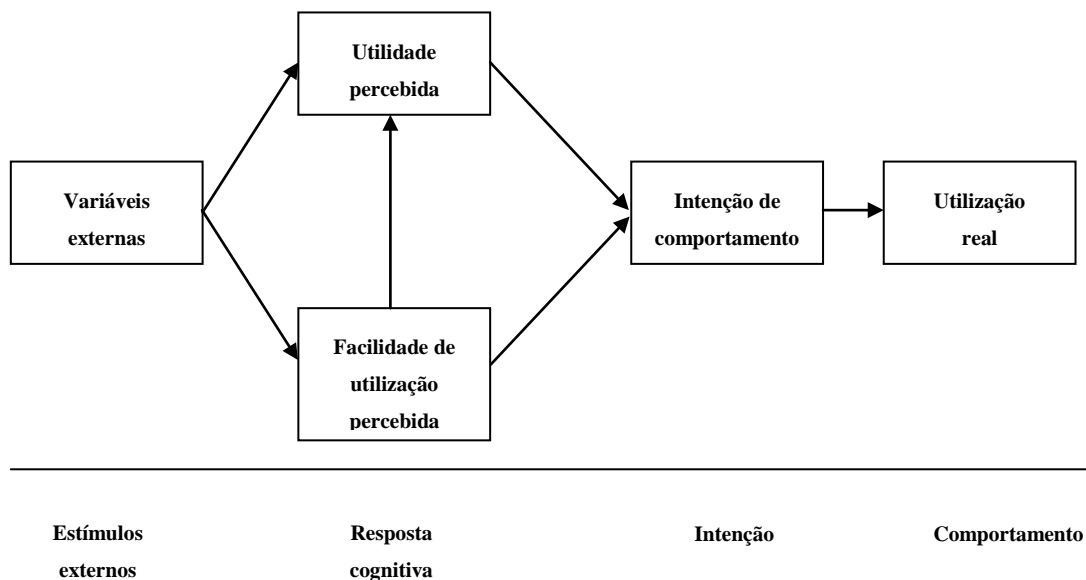 Utilidade
percebida
Variáveis
externas
Intenção de
comportamento
Utilização
real
Facilidade de
utilização
percebida
Estímulos
externos
Resposta
cognitiva
Intenção
Comportamento